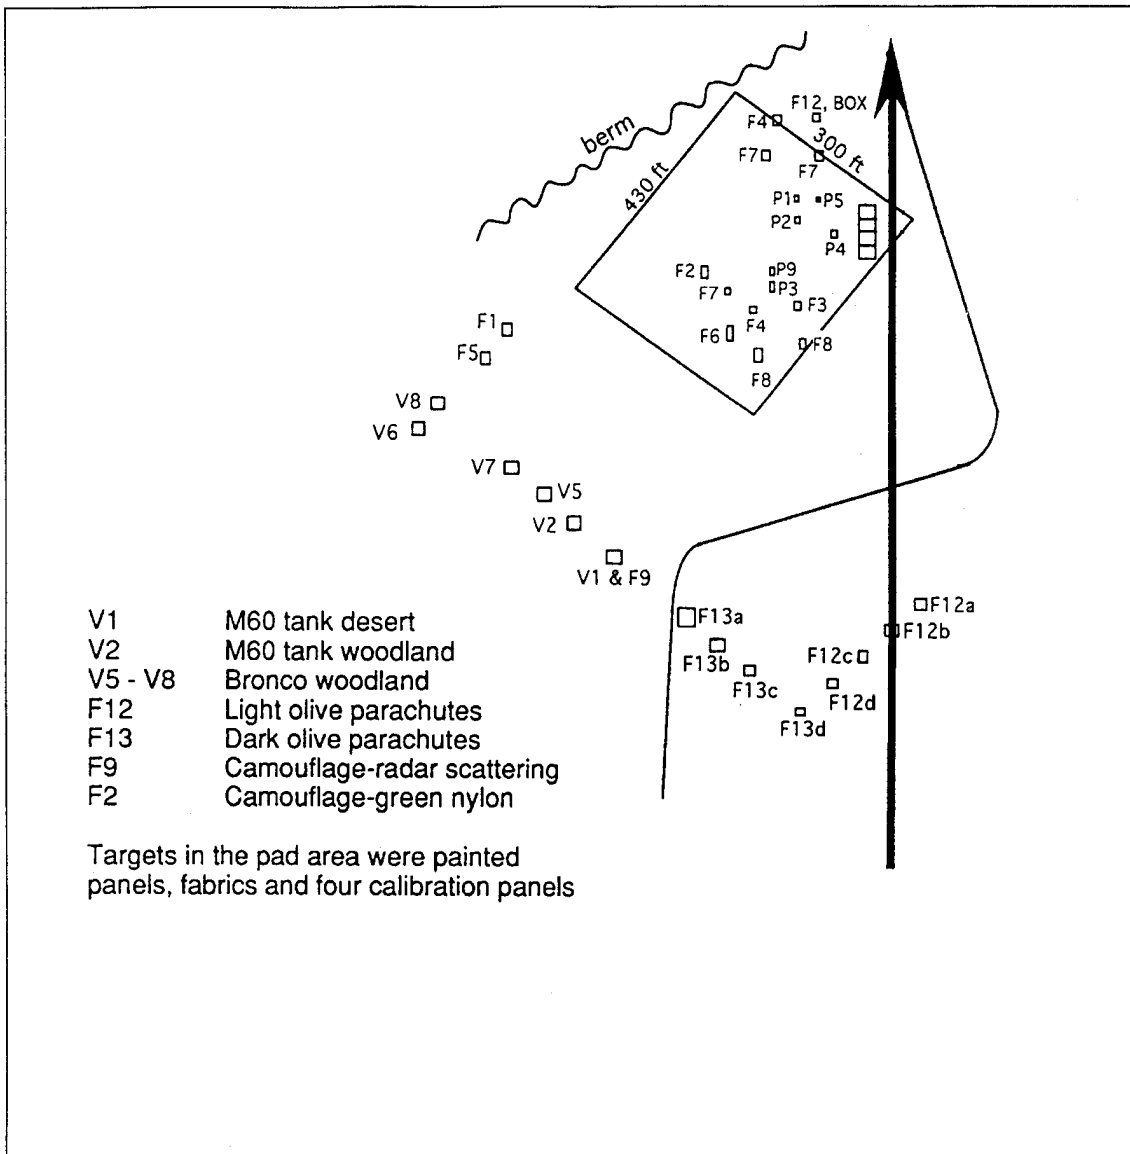 berm
430 ft
300 ft
F4
F12, BOX
F7
F7
P1
P5
P2
P4
F2
P9
F7
P3
F3
F4
F1
F6
F8
F5
F8
V8
V6
V7
V5
V2
V1 & F9
F12a
F13a
F12b
F13b
F12c
F13c
F12d
F13d
V1 M60 tank desert
V2 M60 tank woodland
V5 - V8 Bronco woodland
F12 Light olive parachutes
F13 Dark olive parachutes
F9 Camouflage-radar scattering
F2 Camouflage-green nylon
Targets in the pad area were painted
panels, fabrics and four calibration panels